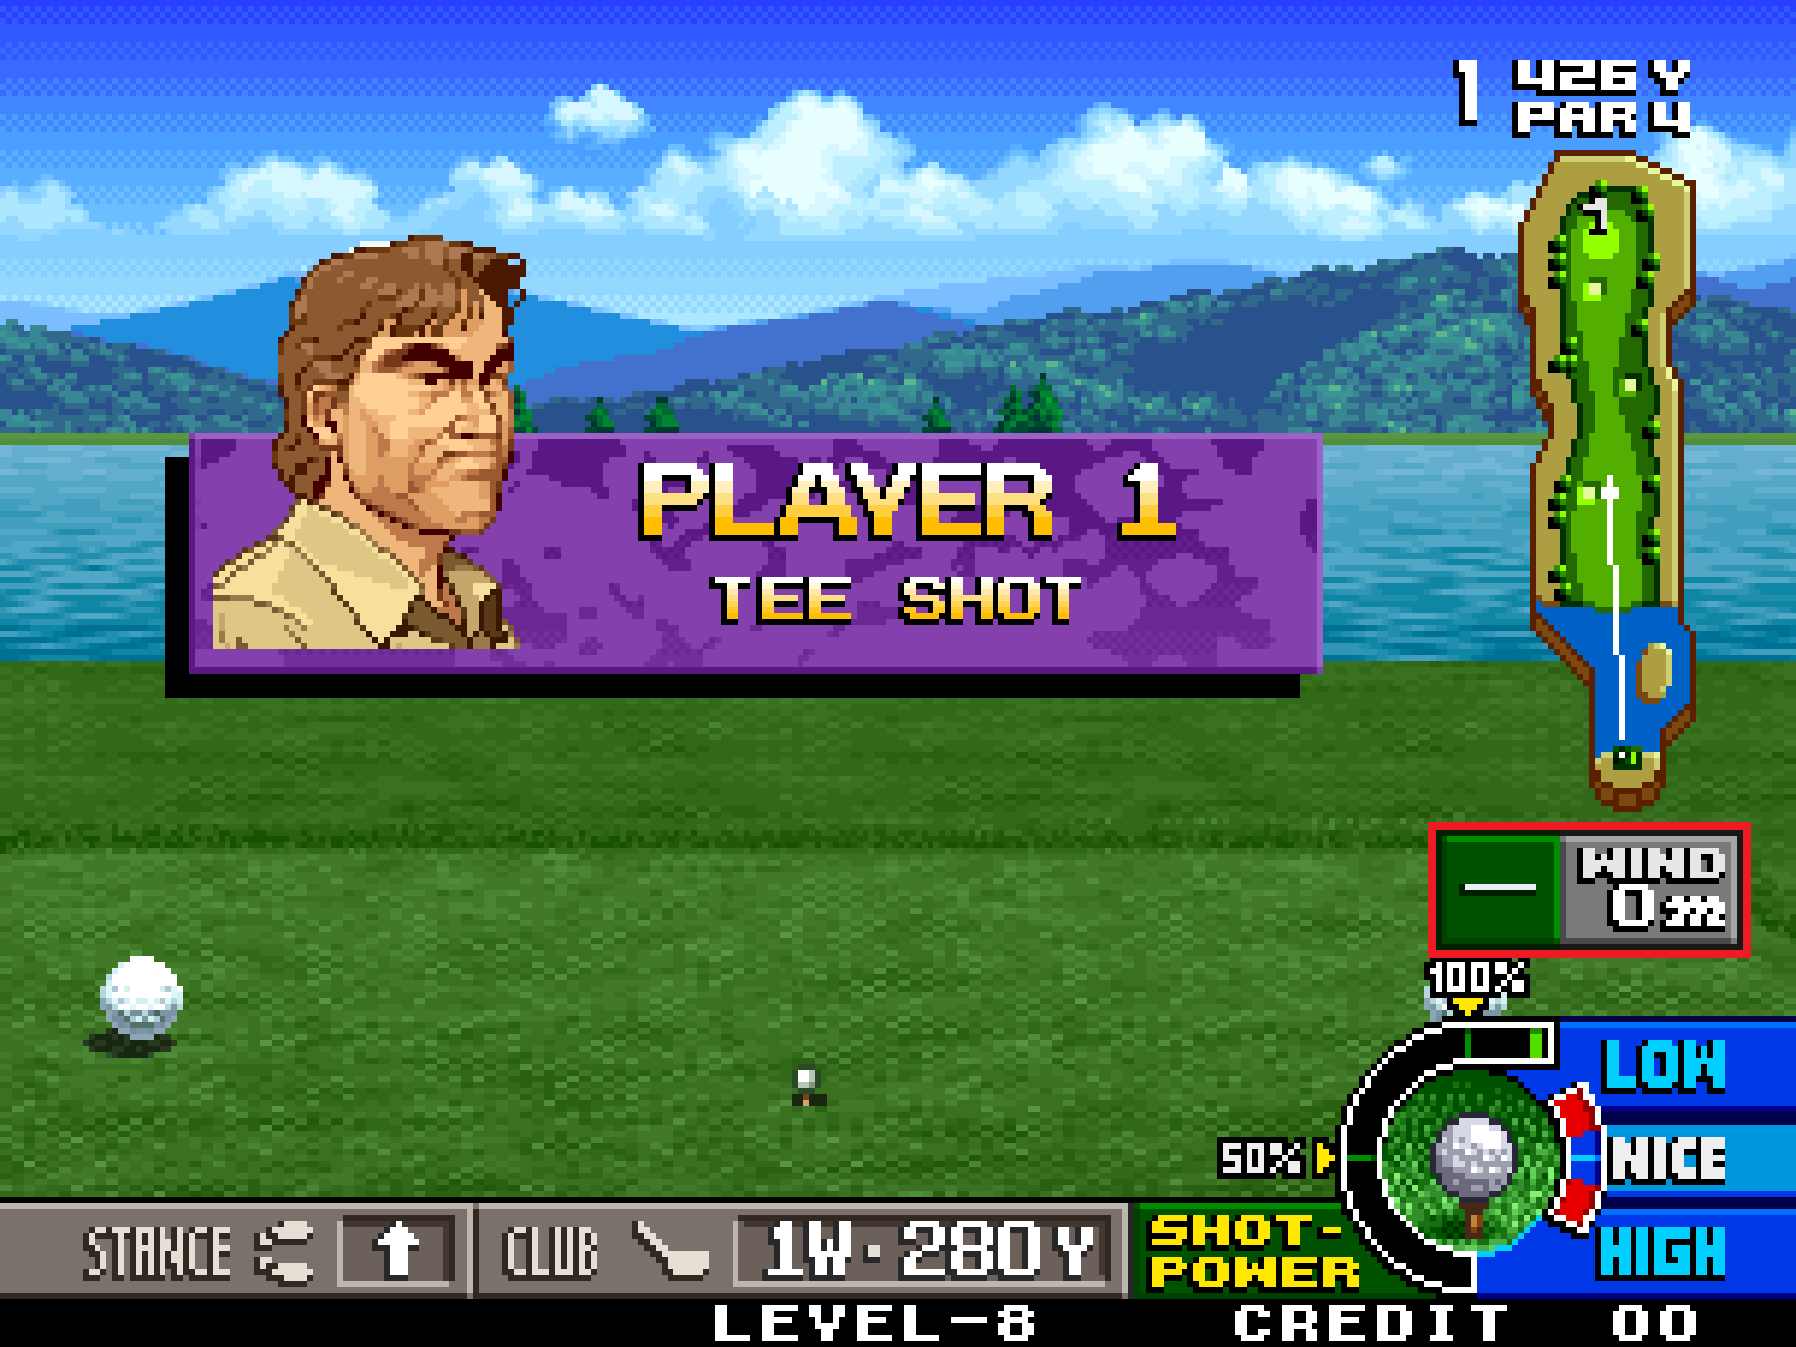 1 426Y
PAR 4
1
PLAYER 1
TEE SHOT
WIND
0m
100%
LOW
50%
NICE
HIGH
STANCE
CLUB
1W·280Y
SHOT-
POWER
LEVEL-8
CREDIT 00